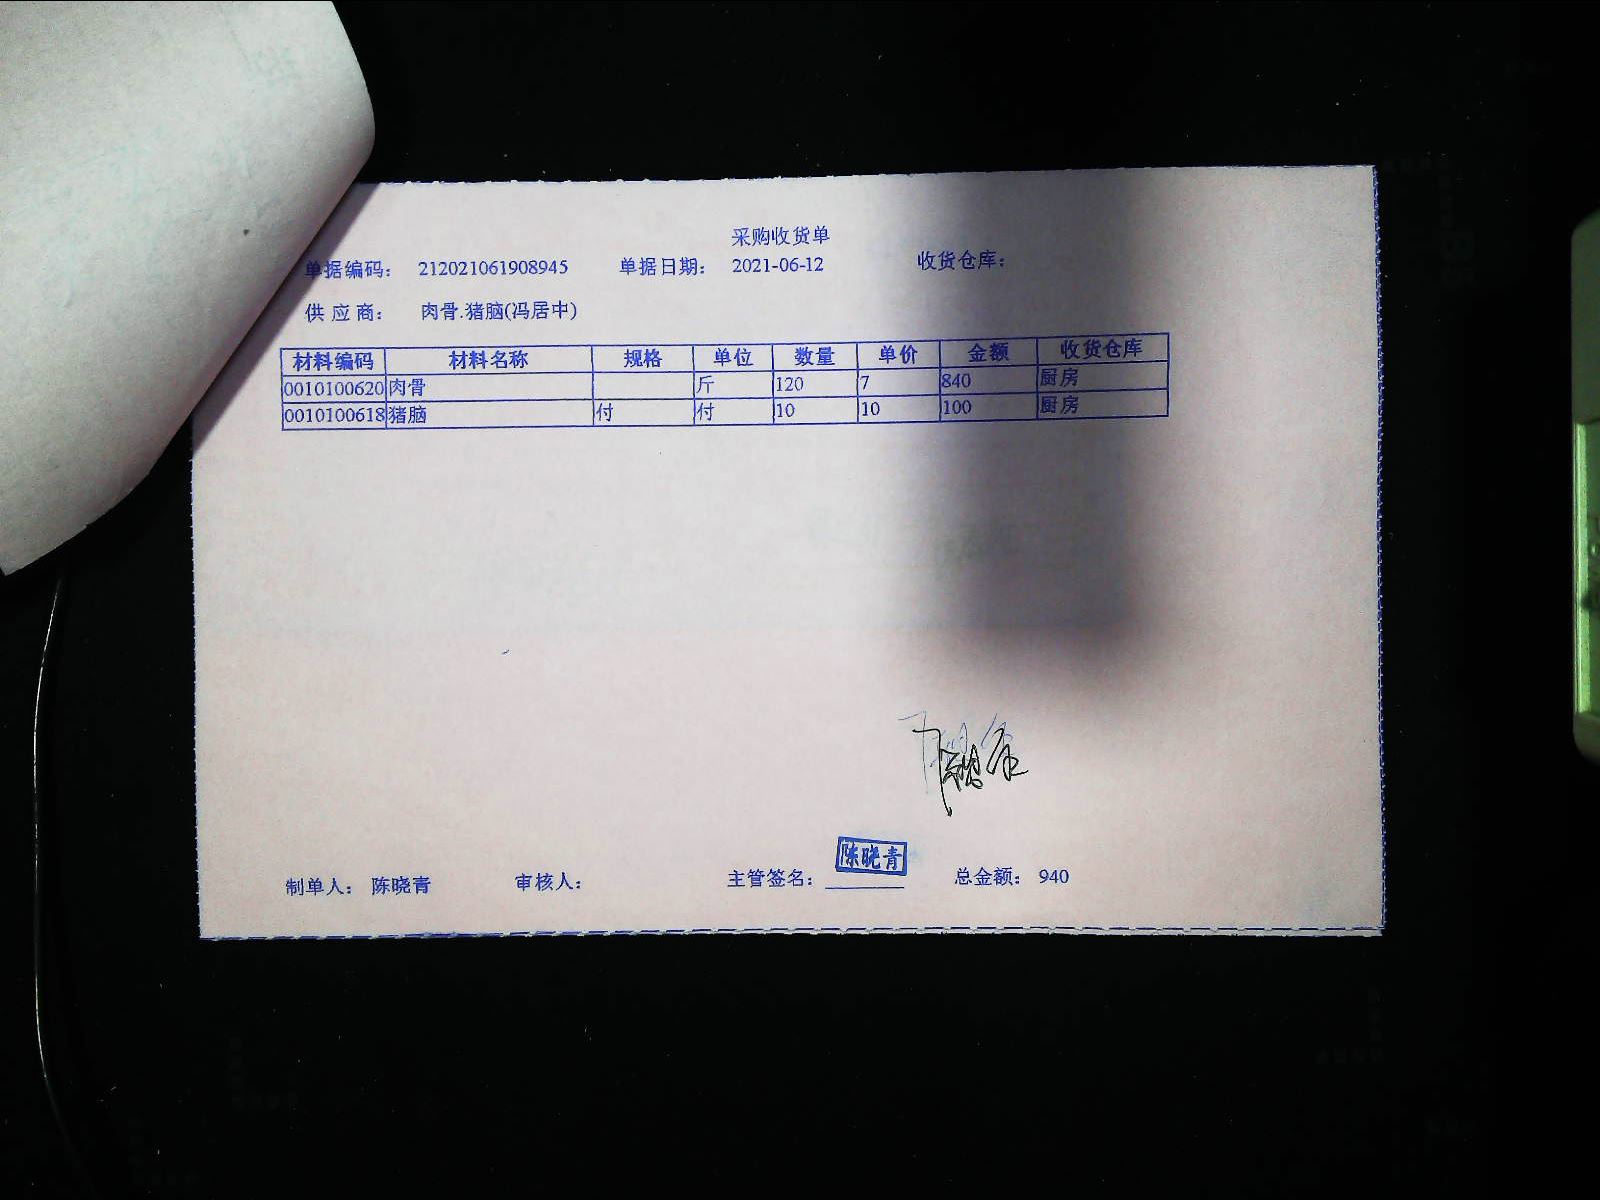 采购收货单
单据编码： 212021061908945 单据日期： 2021-06-12 收货仓库：
供 应 商： 肉骨.猪脑(冯居中)
材料编码 材料名称 规格 单位 数量 单价 金额 收货仓库
0010100620 肉骨 斤 120 7 840 厨房
0010100618 猪脑 付 付 10 10 100 厨房
陈晓青
制单人： 陈晓青 审核人： 主管签名： 总金额： 940